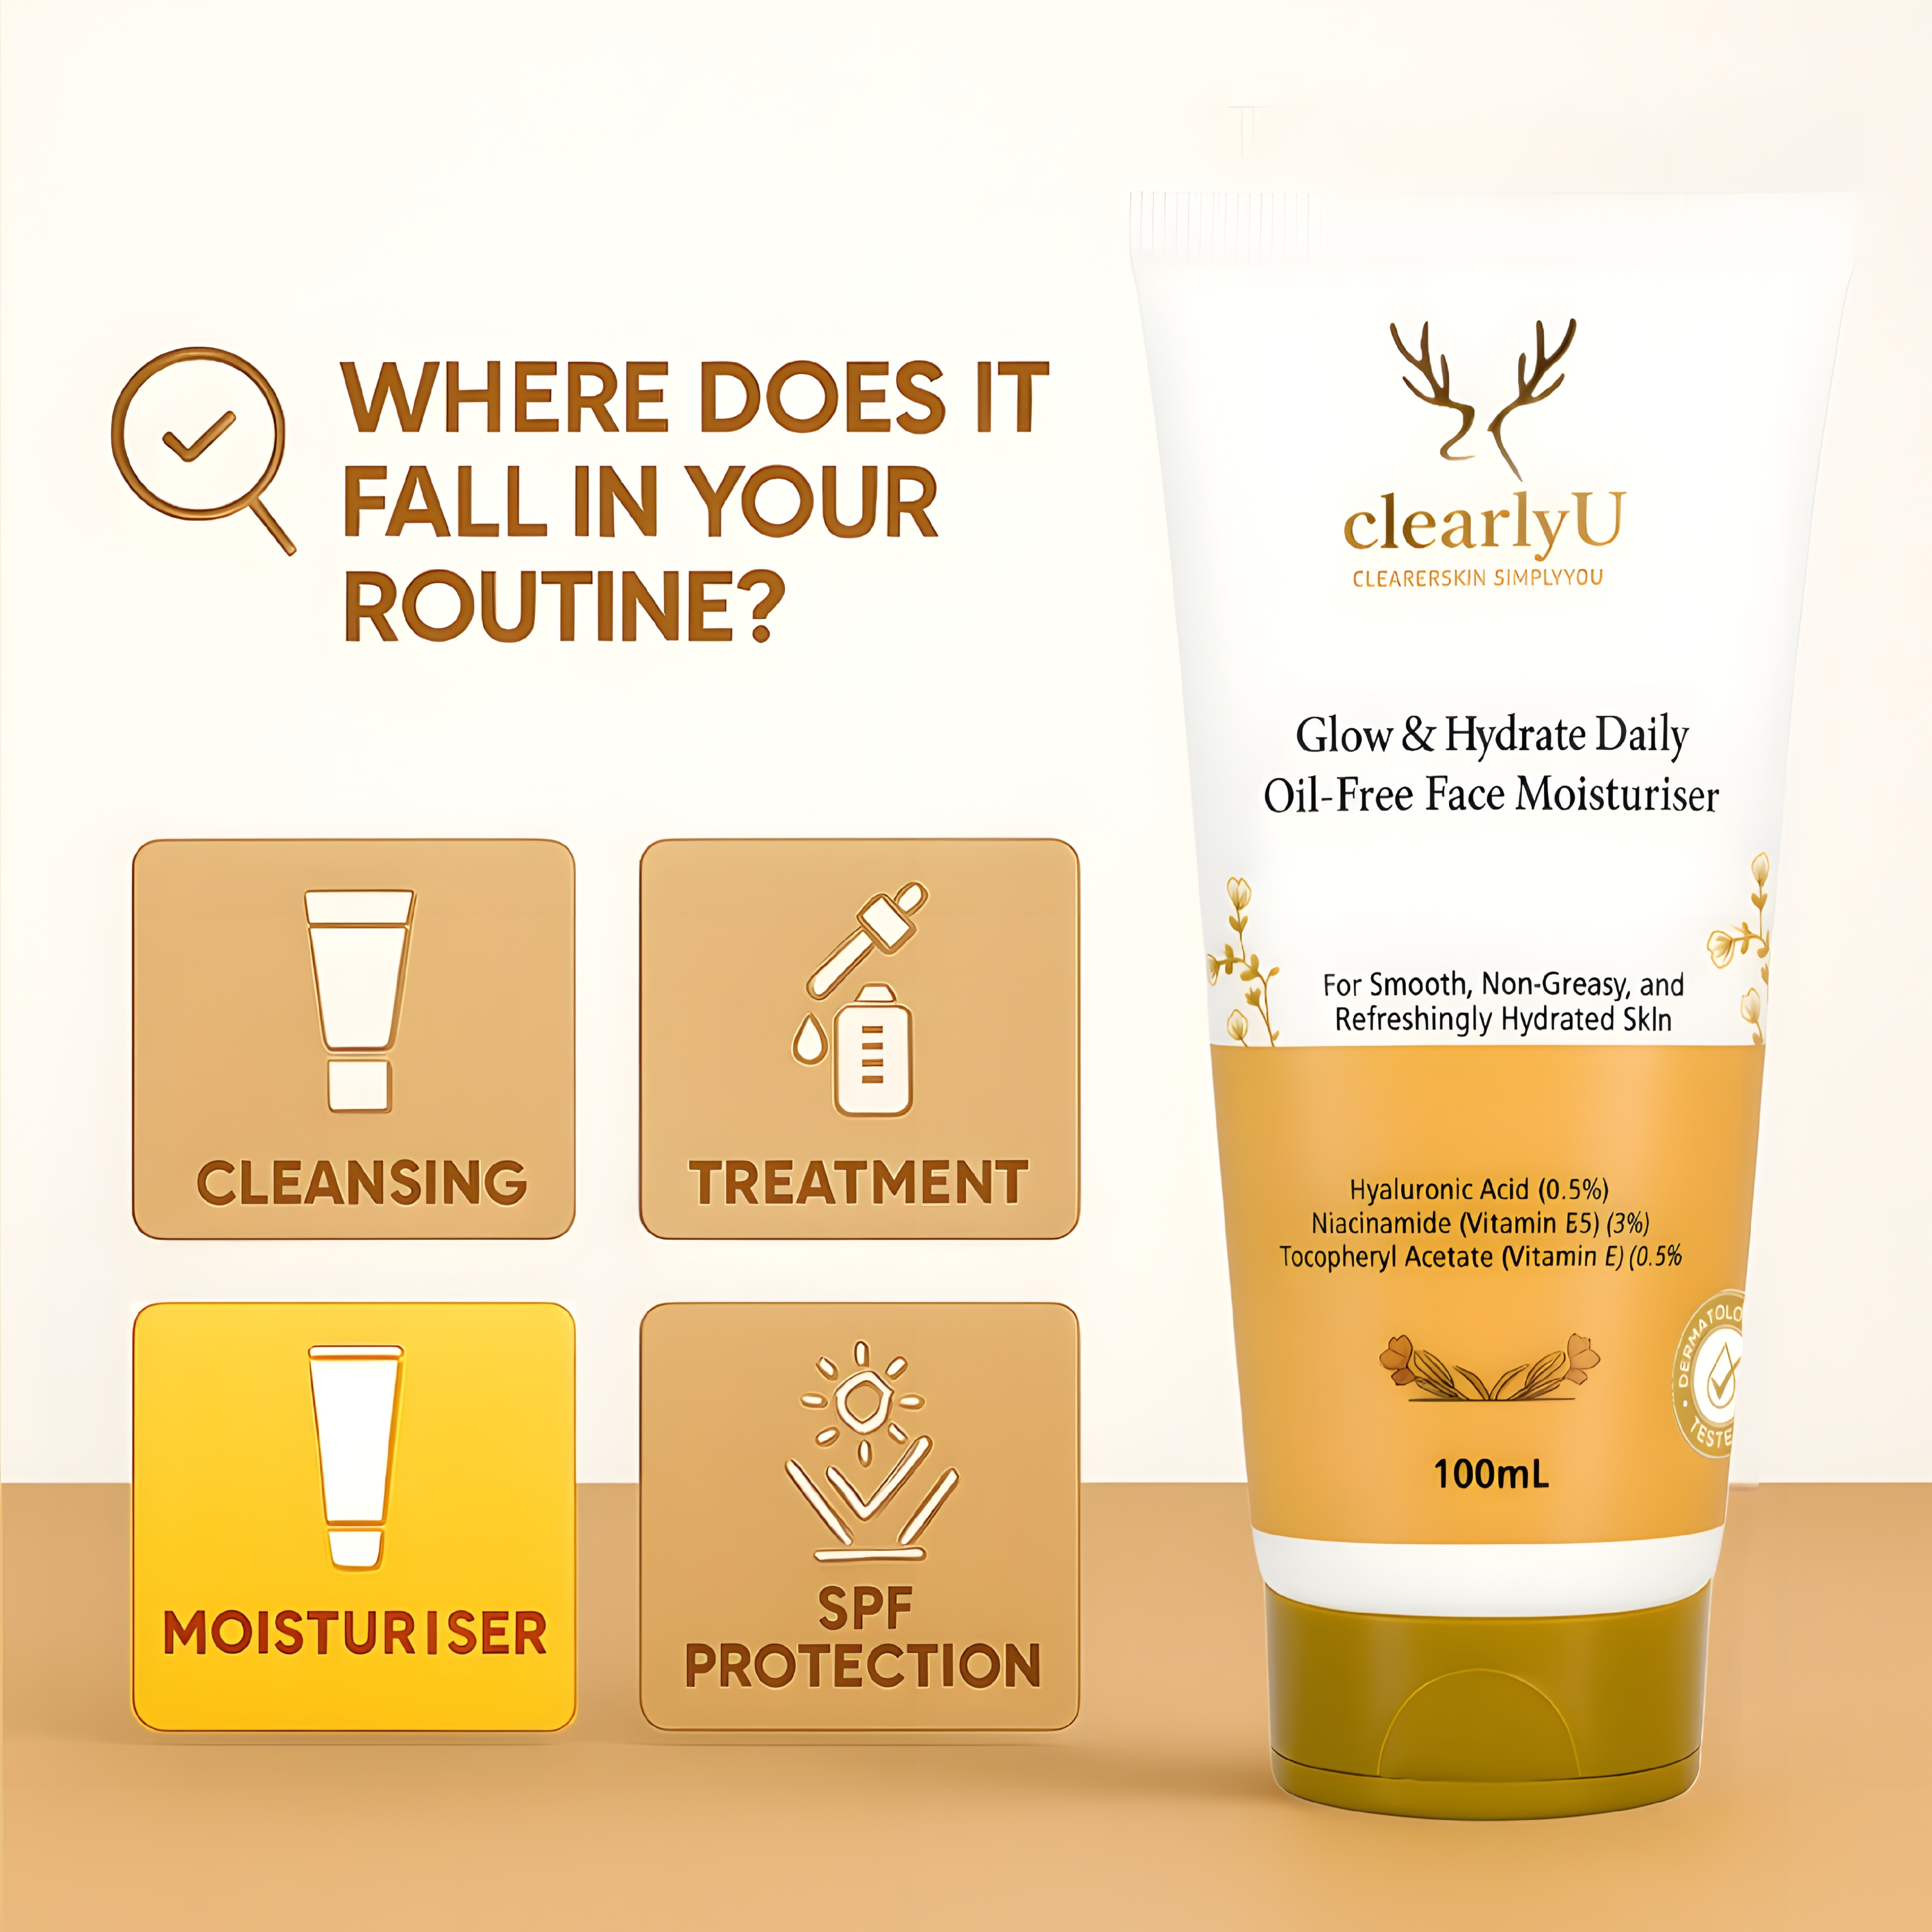 WHERE DOES IT
FALL IN YOUR
ROUTINE?
CLEANSING
TREATMENT
MOISTURISER
SPF
PROTECTION
clearlyU
CLEARERSKIN SIMPLYYOU
Glow & Hydrate Daily
Oil-Free Face Moisturiser
For Smooth, Non-Greasy, and
Refreshingly Hydrated SkIn
Hyaluronic Acid (0.5%)
Niacinamide (Vitamin E5) (3%)
Tocopheryl Acetate (Vitamin E) (0.5%
DERMATOLO
TESTE
100mL